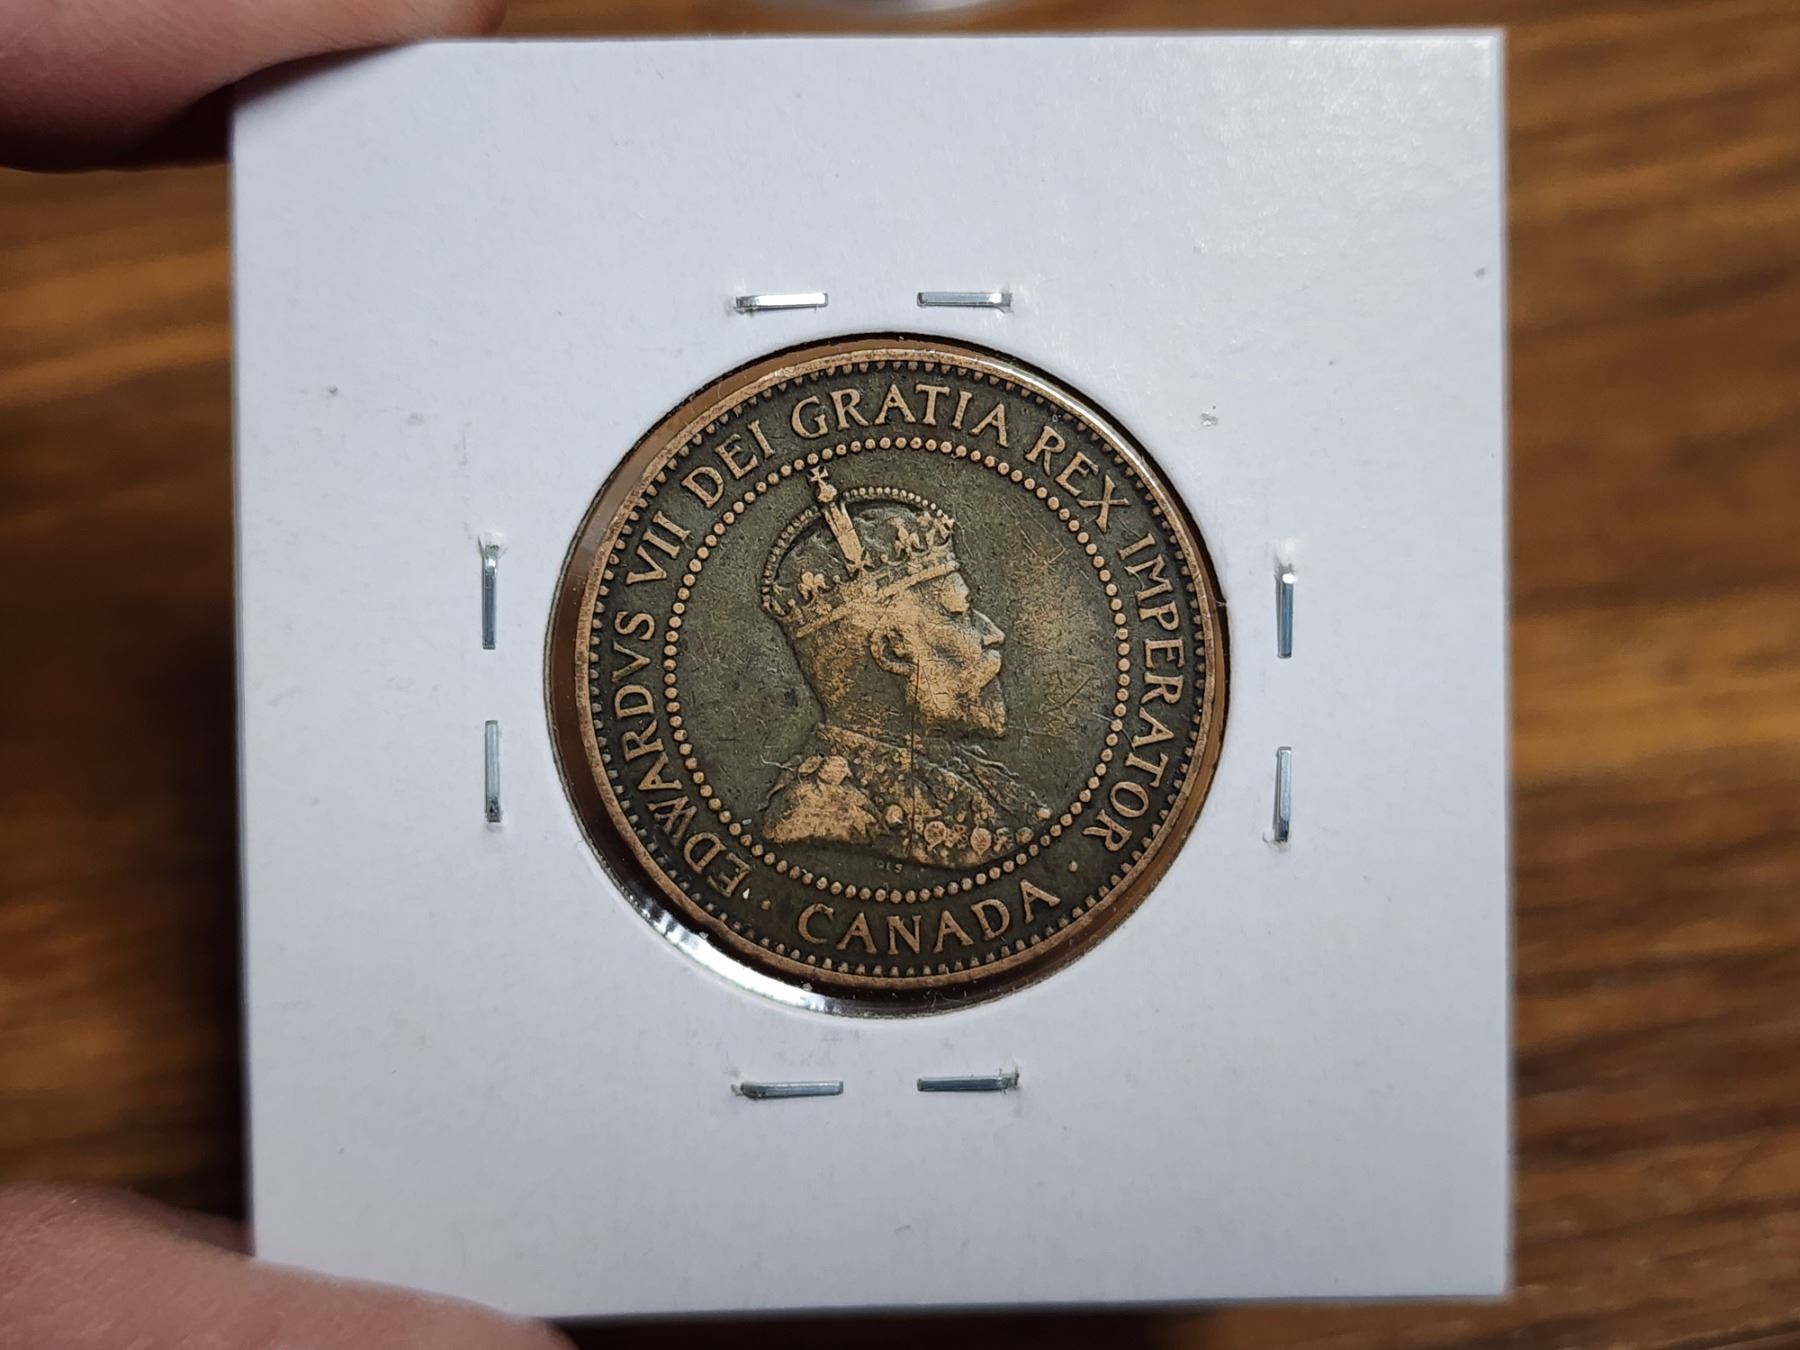 EDWARDVS VII DEI GRATIA REX IMPERATOR
CANADA